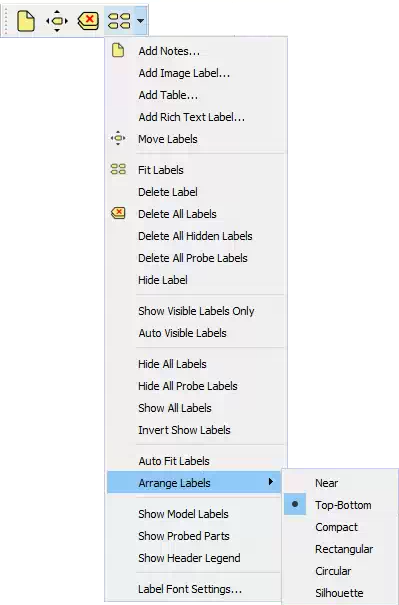 Add Notes...
Add Image Label...
Add Table...
Add Rich Text Label...
Move Labels
Fit Labels
Delete Label
Delete All Labels
Delete All Hidden Labels
Delete All Probe Labels
Hide Label
Show Visible Labels Only
Auto Visible Labels
Hide All Labels
Hide All Probe Labels
Show All Labels
Invert Show Labels
Auto Fit Labels
Arrange Labels
Near
Top-Bottom
Compact
Rectangular
Circular
Silhouette
Show Model Labels
Show Probed Parts
Show Header Legend
Label Font Settings...